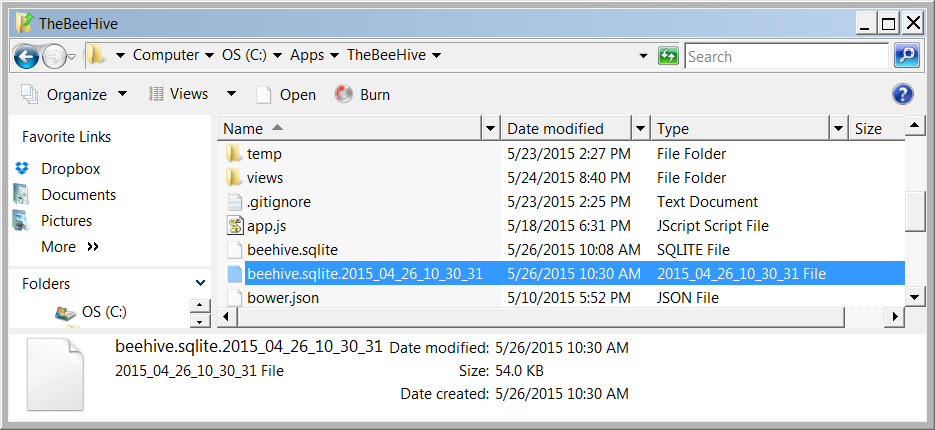 TheBeeHive
Computer OS (C:) Apps TheBeeHive Search
Organize Views Open Burn
Favorite Links
Dropbox
Documents
Pictures
More
Folders
OS (C:)
Name Date modified Type Size
temp 5/23/2015 2:27 PM File Folder
views 5/24/2015 8:40 PM File Folder
.gitignore 5/23/2015 2:25 PM Text Document
app.js 5/18/2015 6:31 PM JScript Script File
beehive.sqlite 5/26/2015 10:08 AM SQLITE File
beehive.sqlite.2015_04_26_10_30_31 5/26/2015 10:30 AM 2015_04_26_10_30_31 File
bower.json 5/10/2015 5:52 PM JSON File
beehive.sqlite.2015_04_26_10_30_31 Date modified: 5/26/2015 10:30 AM
2015_04_26_10_30_31 File Size: 54.0 KB
Date created: 5/26/2015 10:30 AM